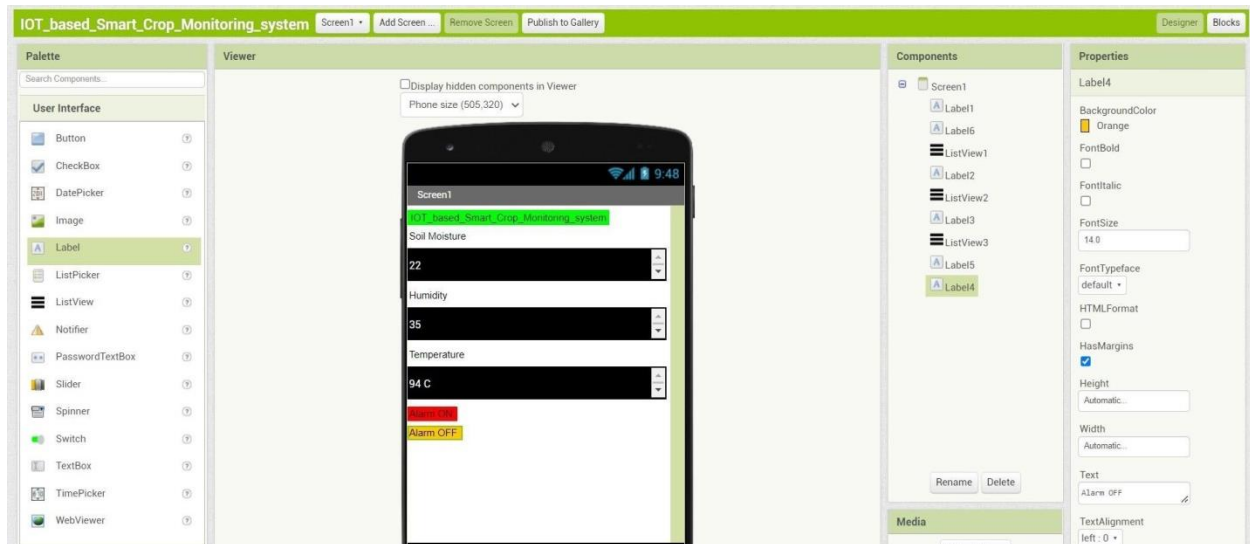 IOT_based_Smart_Crop_Monitoring_system Screen1 Add Screen ... Remove Screen Publish to Gallery Designer Blocks
Palette
Search Components...
User Interface
Button
CheckBox
DatePicker
Image
Label
ListPicker
ListView
Notifier
PasswordTextBox
Slider
Spinner
Switch
TextBox
TimePicker
WebViewer
Viewer
Display hidden components in Viewer
Phone size (505,320)
9:48
Screen1
IOT_based_Smart_Crop_Monitoring_system
Soil Moisture
22
Humidity
35
Temperature
94 C
Alarm ON
Alarm OFF
Components
Screen1
Label1
Label6
ListView1
Label2
ListView2
Label3
ListView3
Label5
Label4
Rename Delete
Media
Properties
Label4
BackgroundColor
Orange
FontBold
FontItalic
FontSize
14.0
FontTypeface
default
HTMLFormat
HasMargins
Height
Automatic...
Width
Automatic...
Text
Alarm OFF
TextAlignment
left : 0